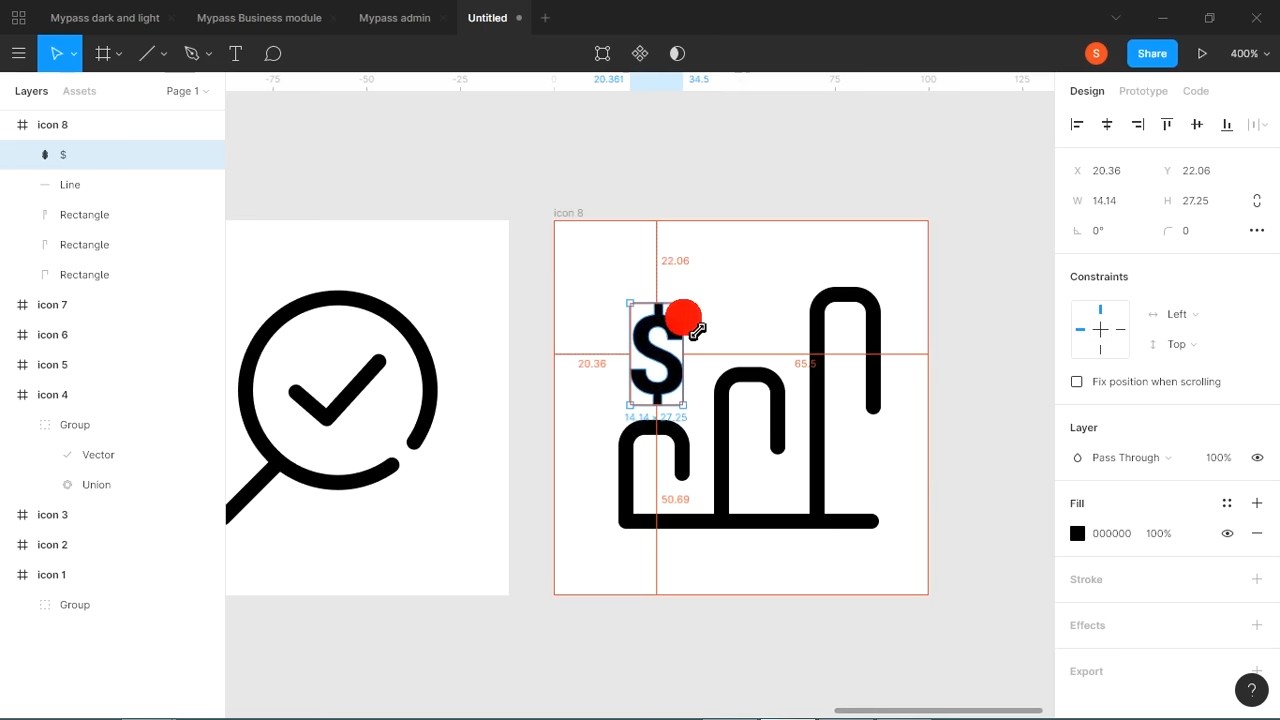 Mypass dark and light
Mypass Business module
Mypass admin
Untitled
S
Share
400%
Layers
Assets
Page 1
-75
-50
-25
0
20.361
34.5
75
100
125
Design
Prototype
Code
icon 8
$
Line
Rectangle
Rectangle
Rectangle
icon 7
icon 6
icon 5
icon 4
Group
Vector
Union
icon 3
icon 2
icon 1
Group
icon 8
22.06
$
20.36
65.5
14.14 × 27.25
50.69
X 20.36
Y 22.06
W 14.14
H 27.25
0°
0
Constraints
Left
Top
Fix position when scrolling
Layer
Pass Through
100%
Fill
000000
100%
Stroke
Effects
Export
?